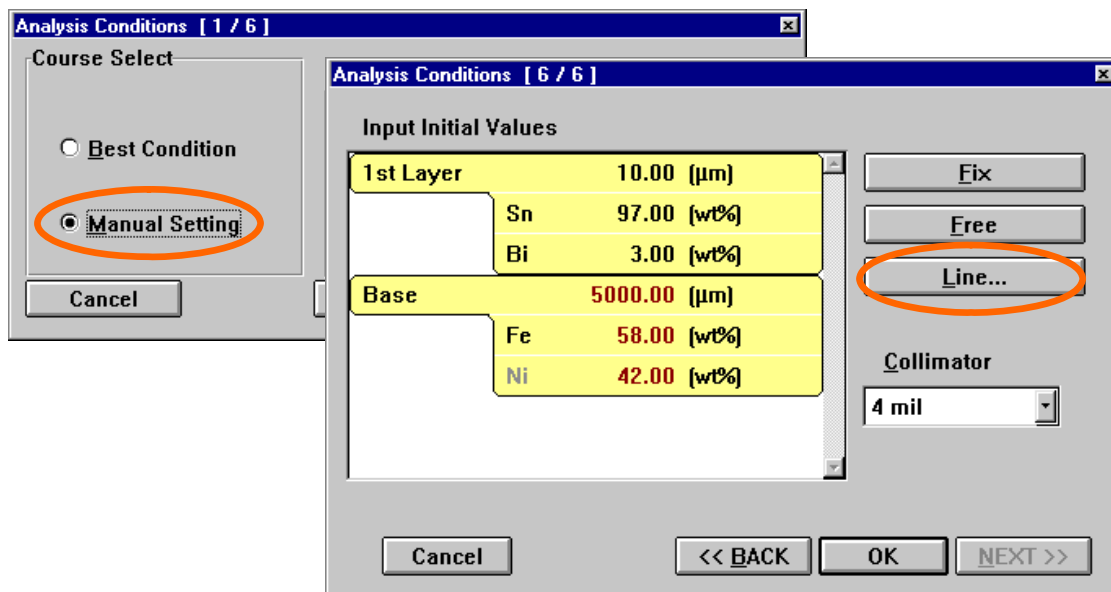 Analysis Conditions [ 1 / 6 ]
Course Select
Best Condition
Manual Setting
Cancel
Analysis Conditions [ 6 / 6 ]
Input Initial Values
1st Layer 10.00 (μm)
Sn 97.00 (wt%)
Bi 3.00 (wt%)
Base 5000.00 (μm)
Fe 58.00 (wt%)
Ni 42.00 (wt%)
Fix
Free
Line...
Collimator
4 mil
Cancel
<< BACK
OK
NEXT >>